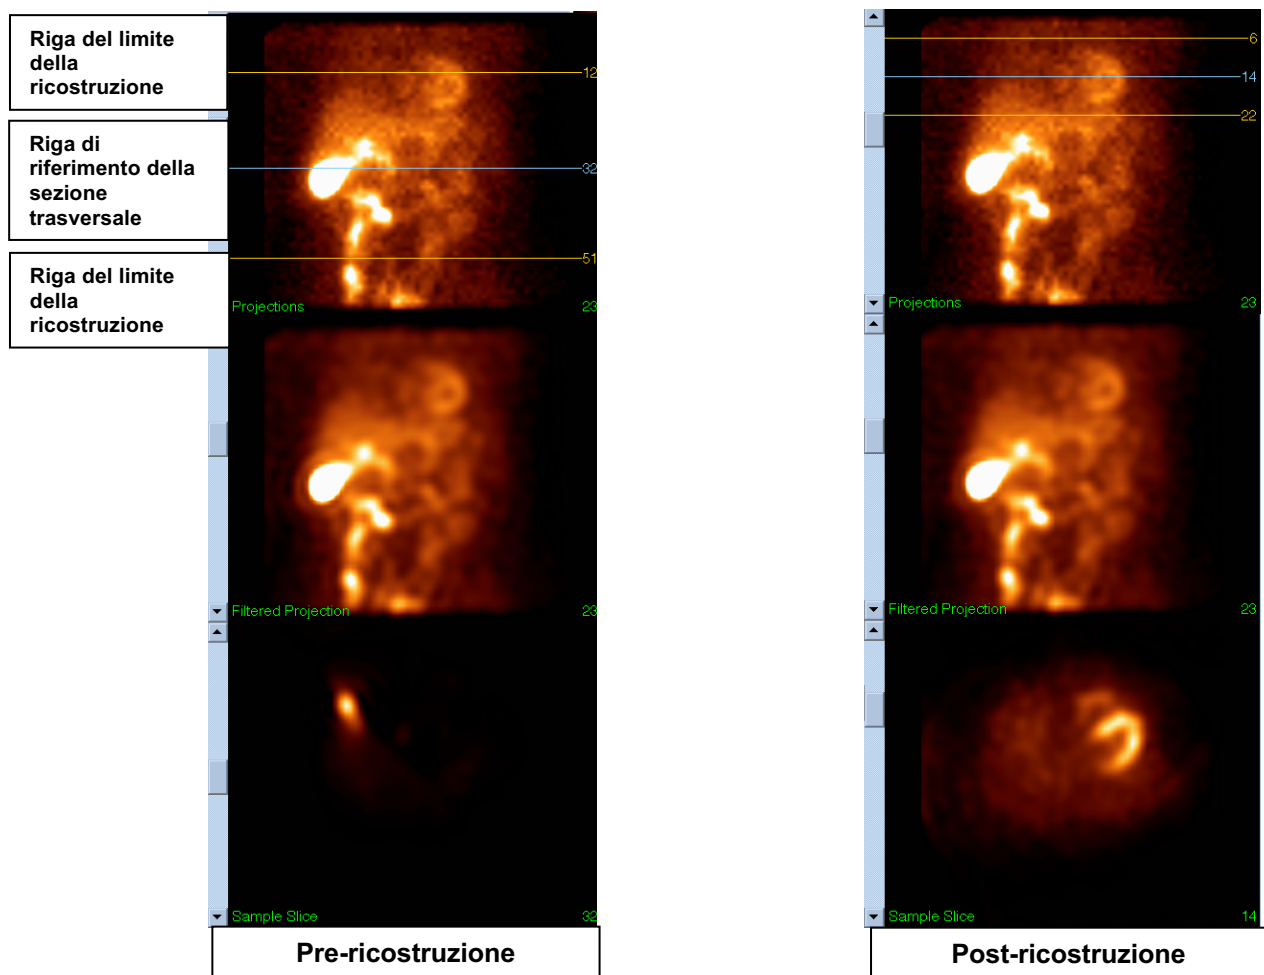 Riga del limite
della
ricostruzione
Riga di
riferimento della
sezione
trasversale
Riga del limite
della
ricostruzione
12
32
51
Projections 23
Filtered Projection 23
Sample Slice 32
Pre-ricostruzione
6
14
22
Projections 23
Filtered Projection 23
Sample Slice 14
Post-ricostruzione